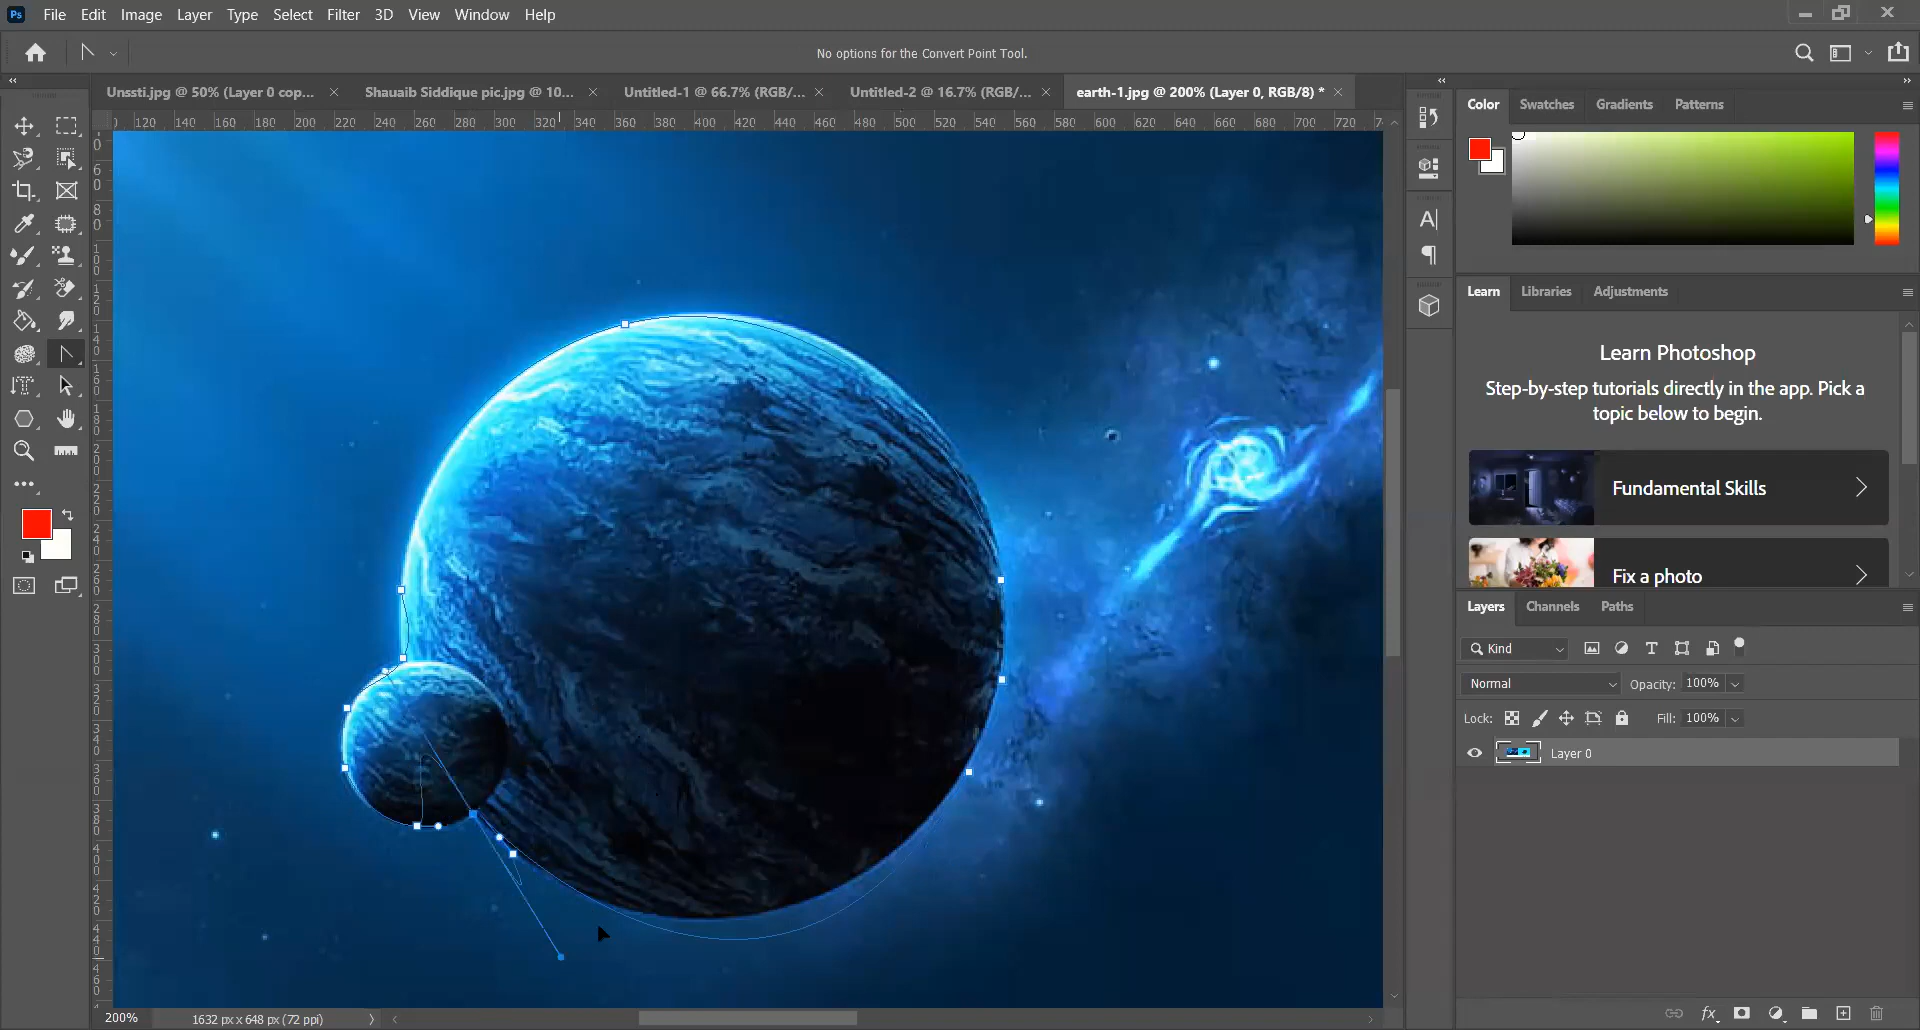 Ps File Edit Image Layer Type Select Filter 3D View Window Help
No options for the Convert Point Tool.
Unssti.jpg @ 50% (Layer 0 cop... × Shauaib Siddique pic.jpg @ 10... × Untitled-1 @ 66.7% (RGB/... × Untitled-2 @ 16.7% (RGB/... × earth-1.jpg @ 200% (Layer 0, RGB/8) * ×
120 140 160 180 200 220 240 260 280 300 320 340 360 380 400 420 440 460 480 500 520 540 560 580 600 620 640 660 680 700 720
Color Swatches Gradients Patterns
Learn Libraries Adjustments
Learn Photoshop
Step-by-step tutorials directly in the app. Pick a
topic below to begin.
Fundamental Skills
Fix a photo
Layers Channels Paths
Kind
Normal Opacity: 100%
Lock: Fill: 100%
Layer 0
200% 1632 px x 648 px (72 ppi)
fx